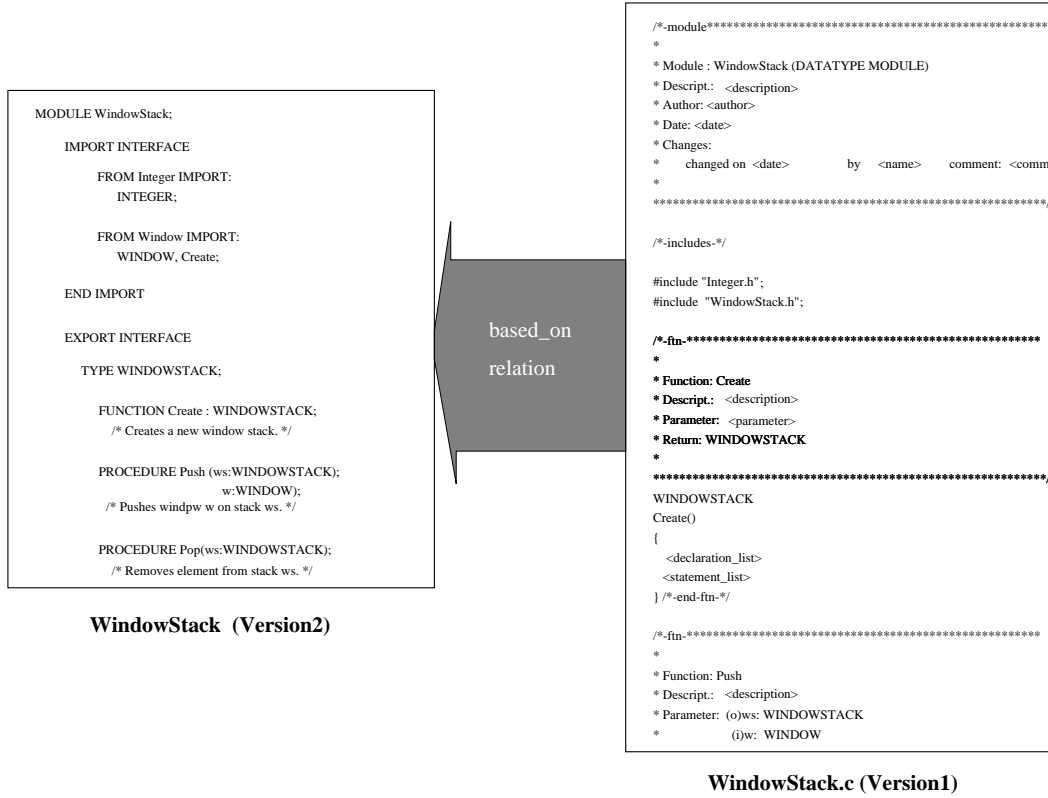 MODULE WindowStack;
IMPORT INTERFACE
FROM Integer IMPORT:
INTEGER;
FROM Window IMPORT:
WINDOW, Create;
END IMPORT
EXPORT INTERFACE
TYPE WINDOWSTACK;
FUNCTION Create : WINDOWSTACK;
/* Creates a new window stack. */
PROCEDURE Push (ws:WINDOWSTACK);
w:WINDOW);
/* Pushes windpw w on stack ws. */
PROCEDURE Pop(ws:WINDOWSTACK);
/* Removes element from stack ws. */
WindowStack (Version2)
based_on
relation
/*-module****************************************************
*
* Module : WindowStack (DATATYPE MODULE)
* Descript.: <description>
* Author: <author>
* Date: <date>
* Changes:
* changed on <date> by <name> comment: <comm
*
************************************************************/
/*-includes-*/
#include "Integer.h";
#include "WindowStack.h";
/*-ftn-******************************************************
*
* Function: Create
* Descript.: <description>
* Parameter: <parameter>
* Return: WINDOWSTACK
*
************************************************************/
WINDOWSTACK
Create()
{
<declaration_list>
<statement_list>
} /*-end-ftn-*/
/*-ftn-******************************************************
*
* Function: Push
* Descript.: <description>
* Parameter: (o)ws: WINDOWSTACK
* (i)w: WINDOW
WindowStack.c (Version1)